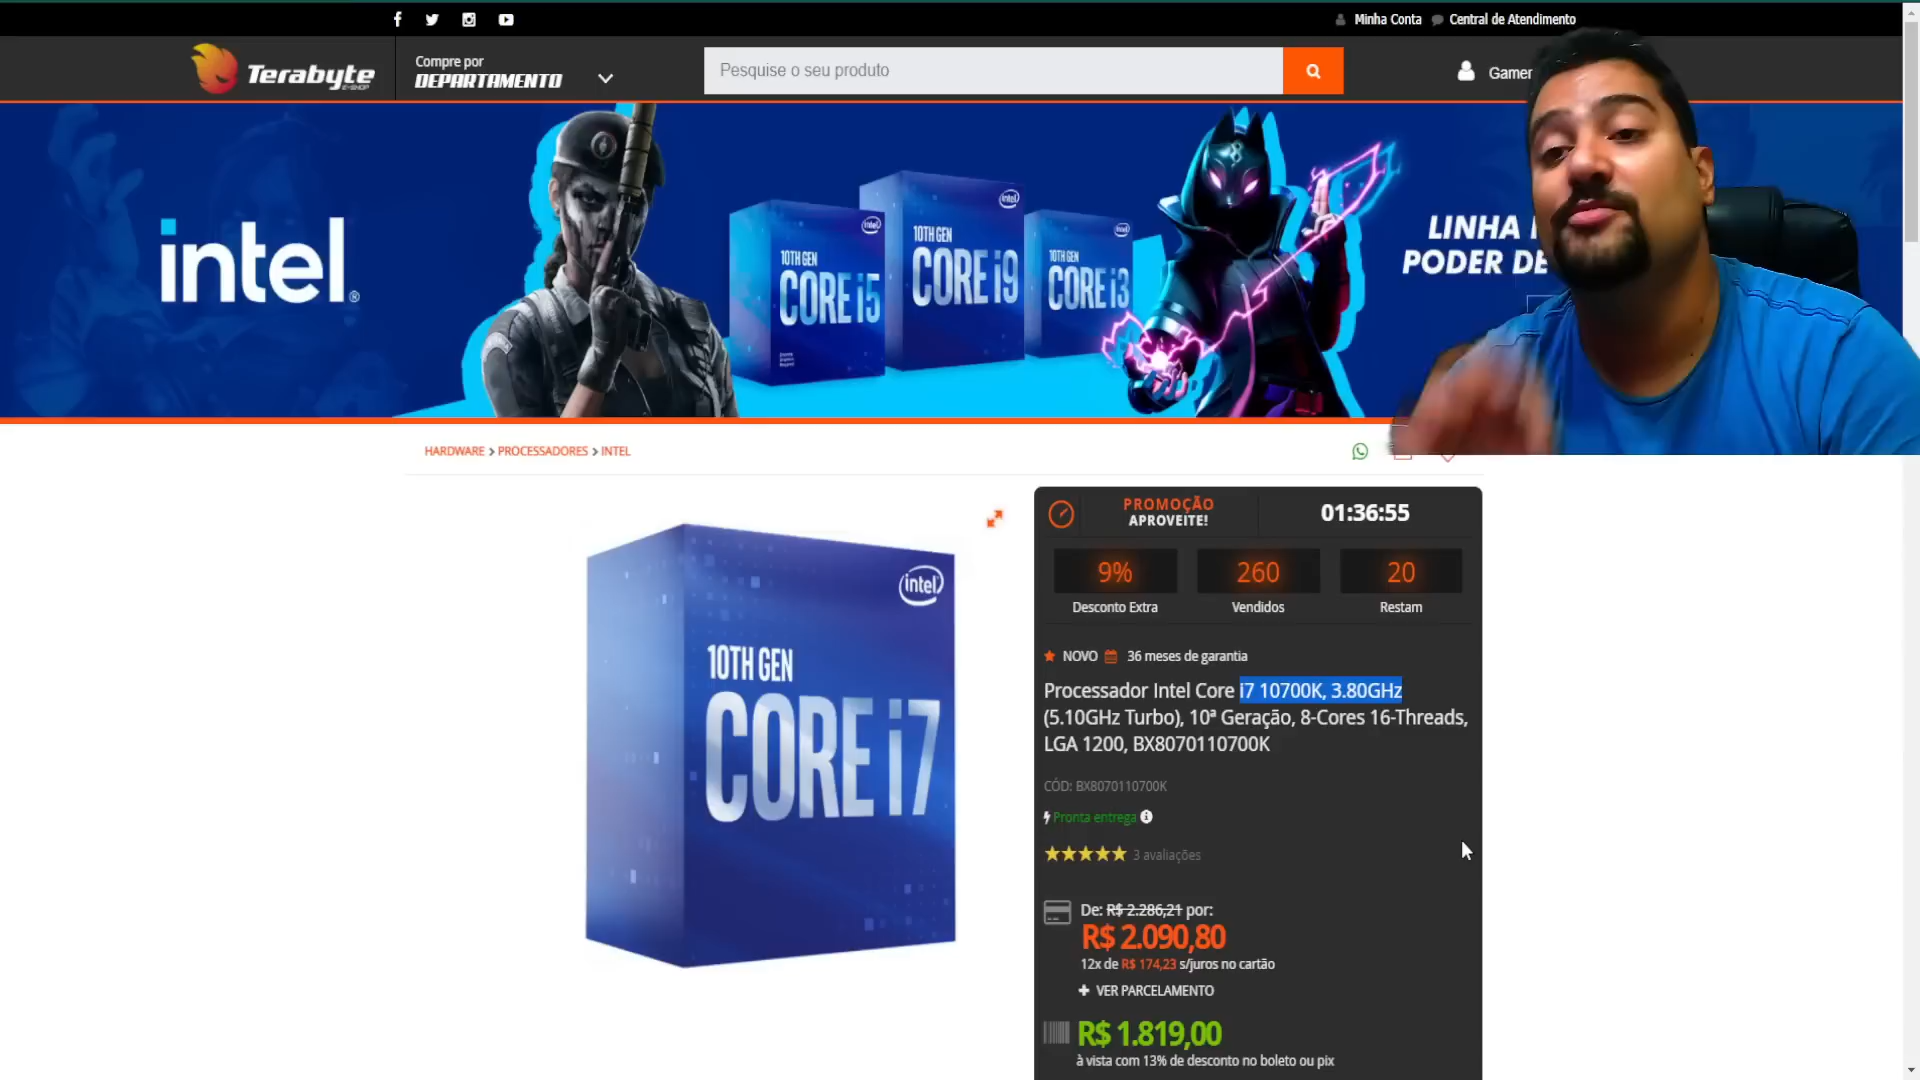 Minha Conta Central de Atendimento
Terabyte
E-SHOP
Compre por
DEPARTAMENTO
Pesquise o seu produto
Gamer
intel
10TH GEN
CORE i5
intel
10TH GEN
CORE i9
intel
10TH GEN
CORE i3
intel
LINHA
PODER DE
HARDWARE > PROCESSADORES > INTEL
intel
10TH GEN
CORE i7
PROMOÇÃO
APROVEITE!
01:36:55
9%
260
20
Desconto Extra
Vendidos
Restam
NOVO 36 meses de garantia
Processador Intel Core i7 10700K, 3.80GHz
(5.10GHz Turbo), 10ª Geração, 8-Cores 16-Threads,
LGA 1200, BX8070110700K
CÓD: BX8070110700K
Pronta entrega
3 avaliações
De: R$ 2.286,21 por:
R$ 2.090,80
12x de R$ 174,23 s/juros no cartão
+ VER PARCELAMENTO
R$ 1.819,00
à vista com 13% de desconto no boleto ou pix